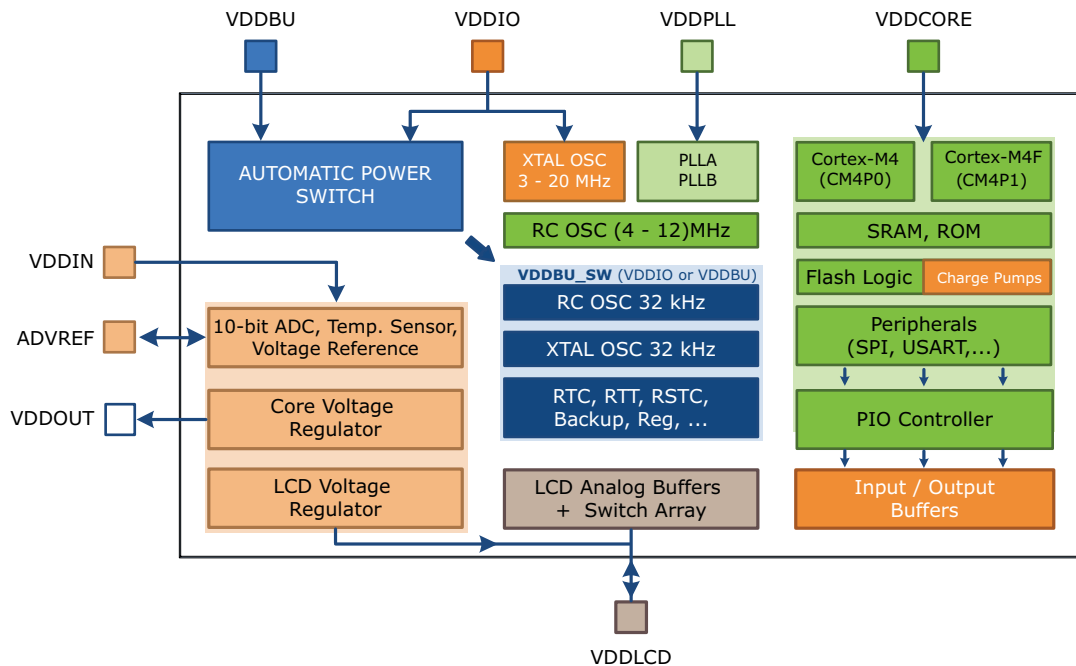 VDDBU
VDDIO
VDDPLL
VDDCORE
AUTOMATIC POWER
SWITCH
XTAL OSC
3 - 20 MHz
PLLA
PLLB
Cortex-M4
(CM4P0)
Cortex-M4F
(CM4P1)
RC OSC (4 - 12)MHz
SRAM, ROM
VDDIN
VDDBU_SW (VDDIO or VDDBU)
Flash Logic
Charge Pumps
RC OSC 32 kHz
ADVREF
10-bit ADC, Temp. Sensor,
Voltage Reference
XTAL OSC 32 kHz
Peripherals
(SPI, USART,...)
VDDOUT
Core Voltage
Regulator
RTC, RTT, RSTC,
Backup, Reg, ...
PIO Controller
LCD Voltage
Regulator
LCD Analog Buffers
+ Switch Array
Input / Output
Buffers
VDDLCD